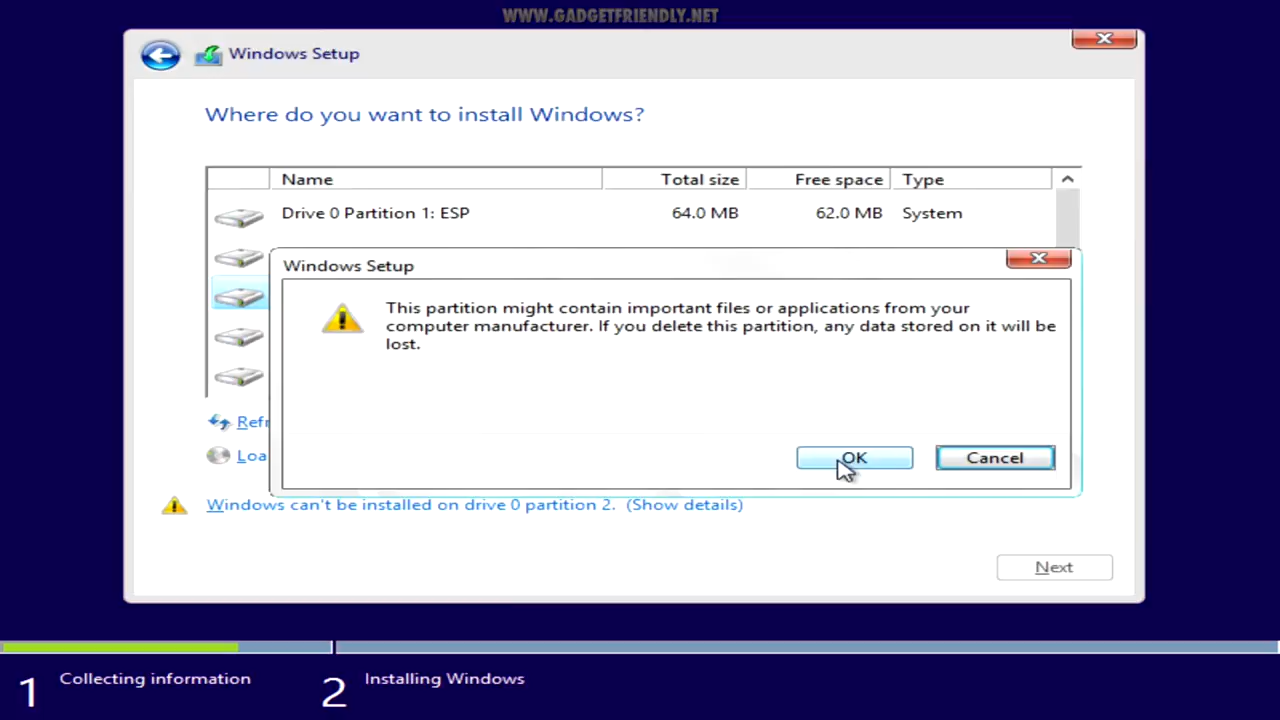 WWW.GADGETFRIENDLY.NET
Windows Setup
Where do you want to install Windows?
Name Total size Free space Type
Drive 0 Partition 1: ESP 64.0 MB 62.0 MB System
Windows Setup
This partition might contain important files or applications from your
computer manufacturer. If you delete this partition, any data stored on it will be
lost.
Refr
OK Cancel
Loa
Windows can't be installed on drive 0 partition 2. (Show details)
Next
1 Collecting information 2 Installing Windows